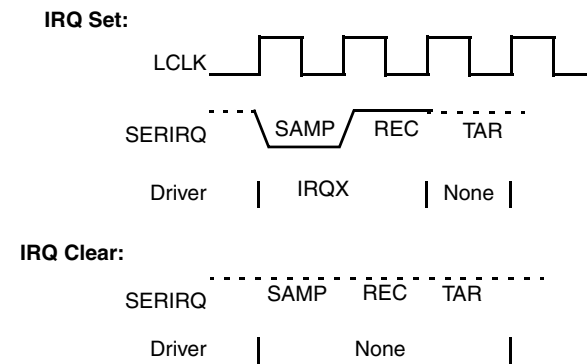 IRQ Set:
LCLK
SERIRQ SAMP REC TAR
Driver IRQX None
IRQ Clear:
SERIRQ SAMP REC TAR
Driver None